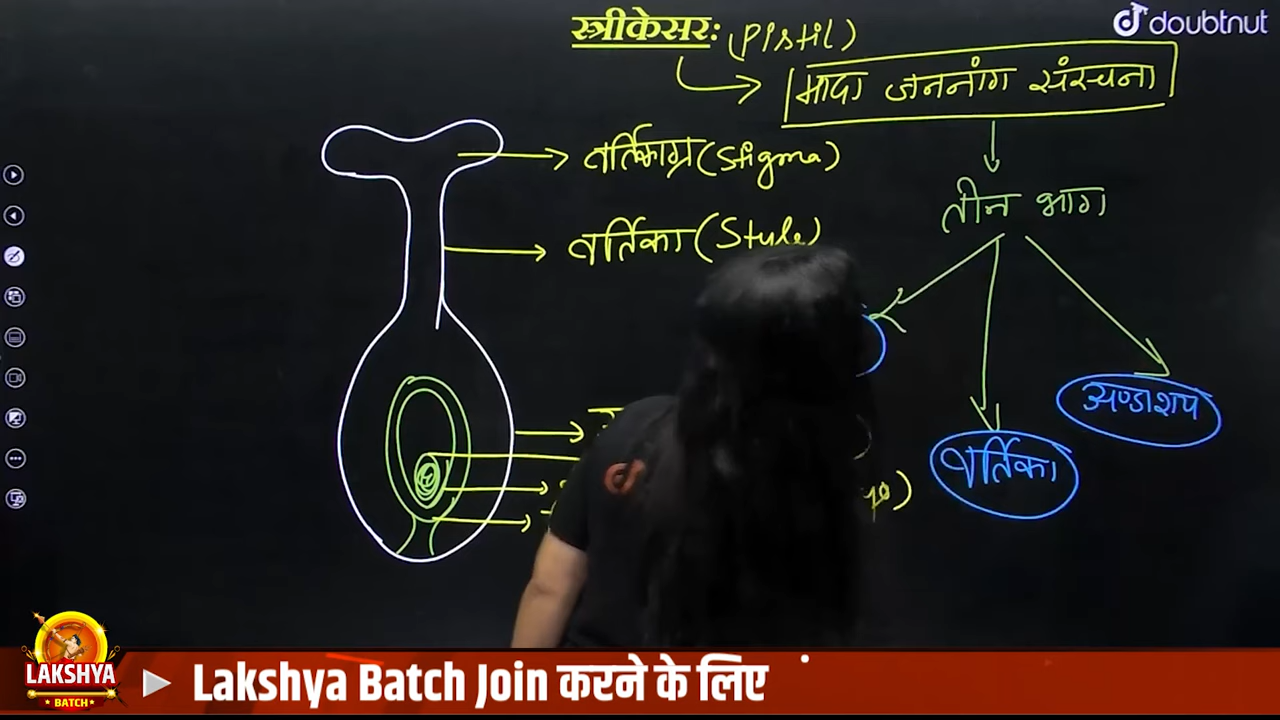 स्त्रीकेसरः (Pistil)
doubtnut
मादा जननांग संरचना
वर्तिकाग्र (Stigma)
तीन भाग
वर्तिका (Style)
अण्डाशय
वर्तिका
LAKSHYA
BATCH
Lakshya Batch Join करने के लिए